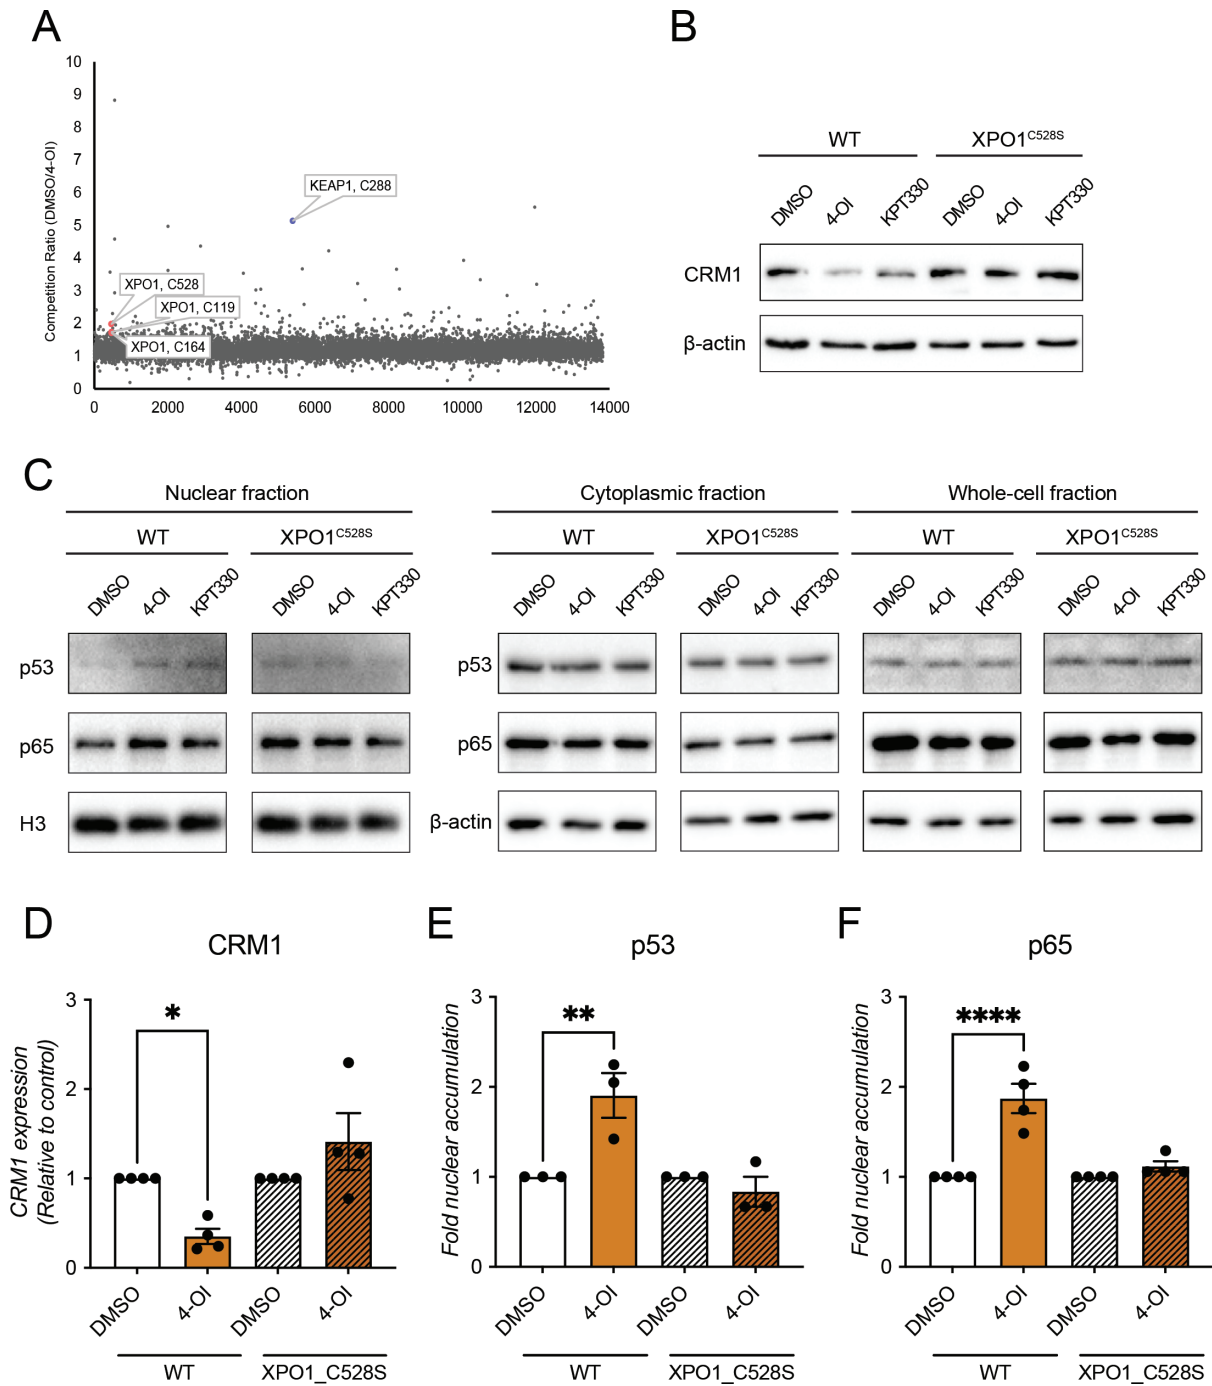 A
10
9
8
7
6
5
4
3
2
1
0
Competition Ratio (DMSO/4-OI)
KEAP1, C288
XPO1, C528
XPO1, C119
XPO1, C164
0 2000 4000 6000 8000 10000 12000 14000
B
WT XPO1C528S
DMSO 4-OI KPT330 DMSO 4-OI KPT330
CRM1
β-actin
C
Nuclear fraction Cytoplasmic fraction Whole-cell fraction
WT XPO1C528S WT XPO1C528S WT XPO1C528S
DMSO 4-OI KPT330 DMSO 4-OI KPT330 DMSO 4-OI KPT330 DMSO 4-OI KPT330 DMSO 4-OI KPT330 DMSO 4-OI KPT330
p53 p53
p65 p65
H3 β-actin
D
CRM1
CRM1 expression
(Relative to control)
3
2
1
0
*
DMSO 4-OI DMSO 4-OI
WT XPO1_C528S
E
p53
Fold nuclear accumulation
3
2
1
0
**
DMSO 4-OI DMSO 4-OI
WT XPO1_C528S
F
p65
Fold nuclear accumulation
3
2
1
0
****
DMSO 4-OI DMSO 4-OI
WT XPO1_C528S